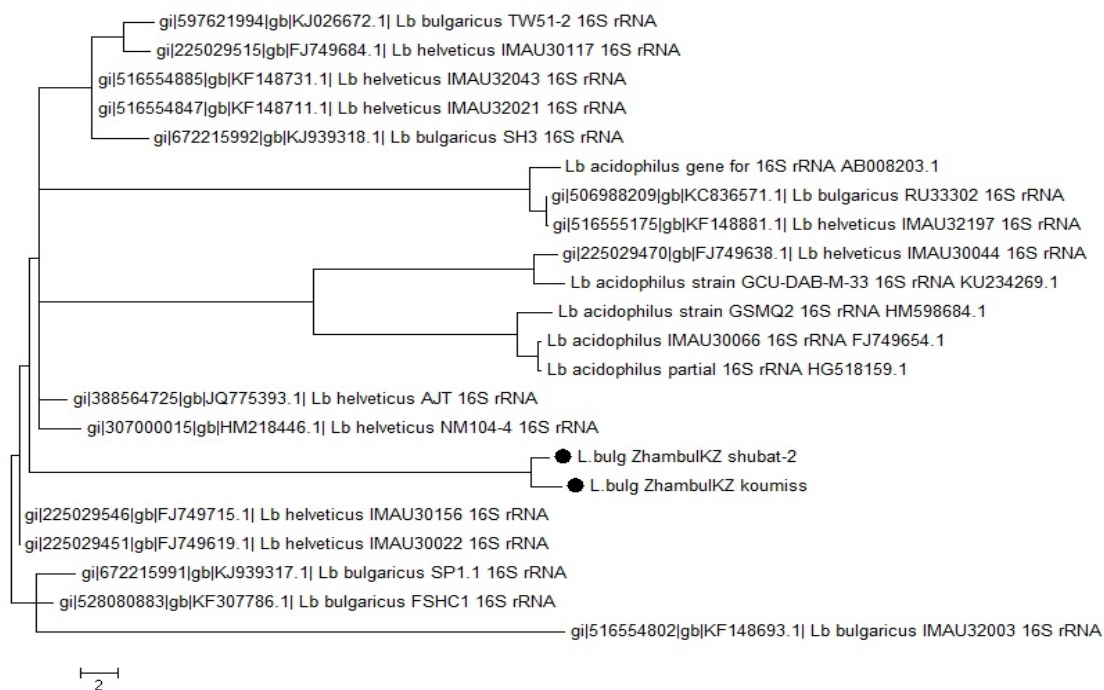 gi|597621994|gb|KJ026672.1| Lb bulgaricus TW51-2 16S rRNA
gi|225029515|gb|FJ749684.1| Lb helveticus IMAU30117 16S rRNA
gi|516554885|gb|KF148731.1| Lb helveticus IMAU32043 16S rRNA
gi|516554847|gb|KF148711.1| Lb helveticus IMAU32021 16S rRNA
gi|672215992|gb|KJ939318.1| Lb bulgaricus SH3 16S rRNA
Lb acidophilus gene for 16S rRNA AB008203.1
gi|506988209|gb|KC836571.1| Lb bulgaricus RU33302 16S rRNA
gi|516555175|gb|KF148881.1| Lb helveticus IMAU32197 16S rRNA
gi|225029470|gb|FJ749638.1| Lb helveticus IMAU30044 16S rRNA
Lb acidophilus strain GCU-DAB-M-33 16S rRNA KU234269.1
Lb acidophilus strain GSMQ2 16S rRNA HM598684.1
Lb acidophilus IMAU30066 16S rRNA FJ749654.1
Lb acidophilus partial 16S rRNA HG518159.1
gi|388564725|gb|JQ775393.1| Lb helveticus AJT 16S rRNA
gi|307000015|gb|HM218446.1| Lb helveticus NM104-4 16S rRNA
L.bulg ZhambulKZ shubat-2
L.bulg ZhambulKZ koumiss
gi|225029546|gb|FJ749715.1| Lb helveticus IMAU30156 16S rRNA
gi|225029451|gb|FJ749619.1| Lb helveticus IMAU30022 16S rRNA
gi|672215991|gb|KJ939317.1| Lb bulgaricus SP1.1 16S rRNA
gi|528080883|gb|KF307786.1| Lb bulgaricus FSHC1 16S rRNA
gi|516554802|gb|KF148693.1| Lb bulgaricus IMAU32003 16S rRNA
2